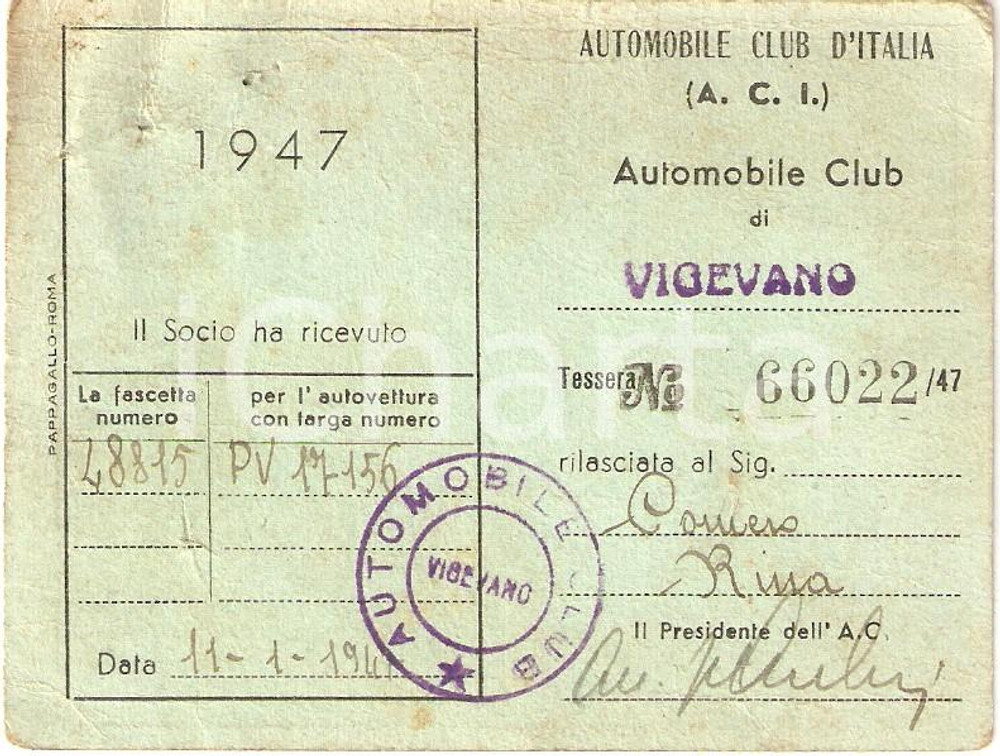 1947
Il Socio ha ricevuto
La fascetta numero
per l' autovettura con targa numero
48815
PV 17156
Data 11-1-194
PAPPAGALLO-ROMA
AUTOMOBILE CLUB D'ITALIA
(A. C. I.)
Automobile Club
di
VIGEVANO
Tessera No 66022/47
rilasciata al Sig.
Comero
Rina
Il Presidente dell' A.C.
AUTOMOBILE CLUB
VIGEVANO